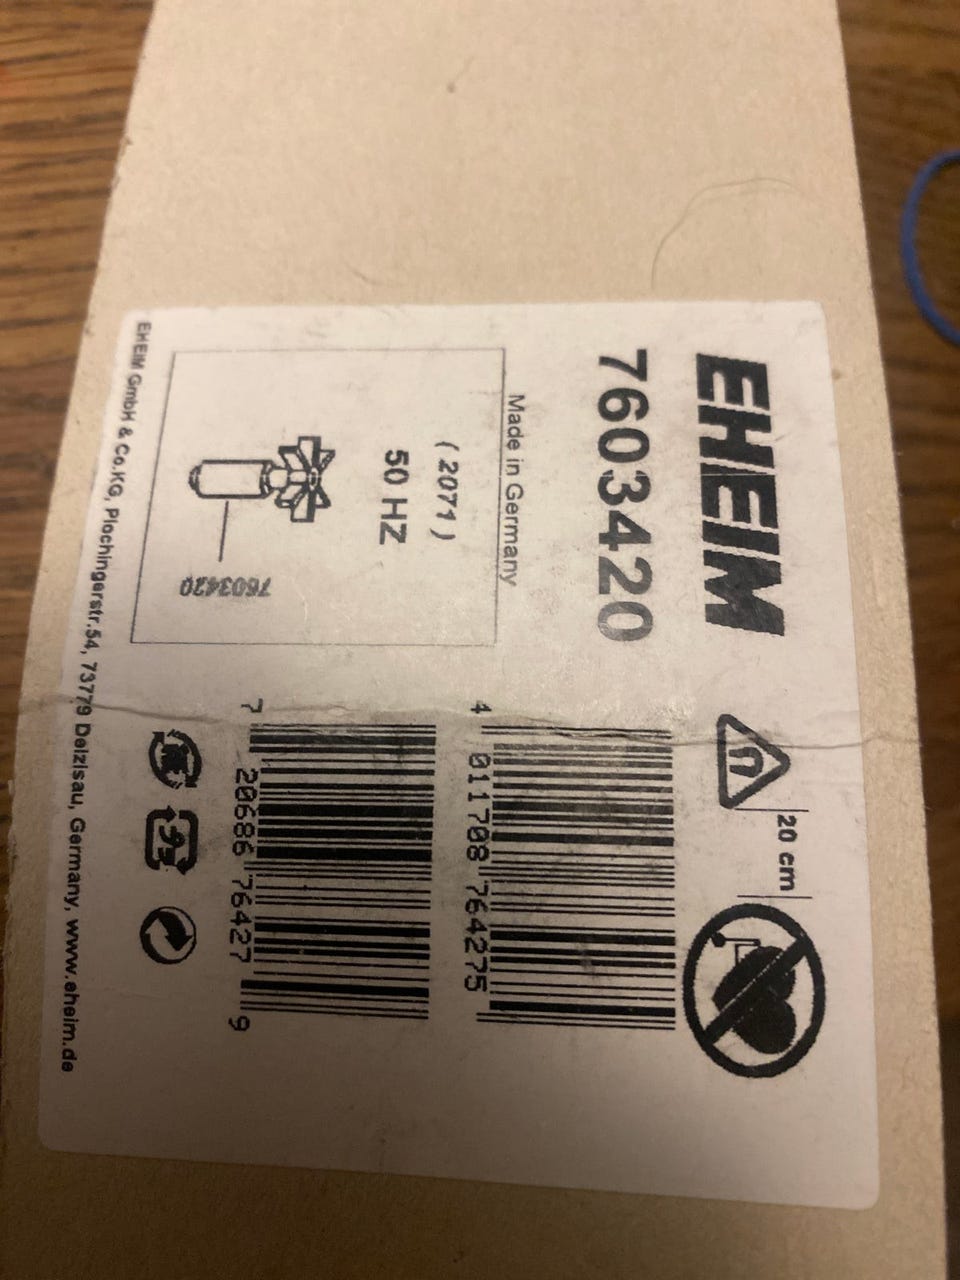 EHEIM
7603420
Made in Germany
(2071)
50 HZ
7603420
20 cm
4 011708 764275
7 20686 76427 9
EHEIM GmbH & Co.KG, Plochingerstr.54, 73779 Deizisau, Germany, www.eheim.de